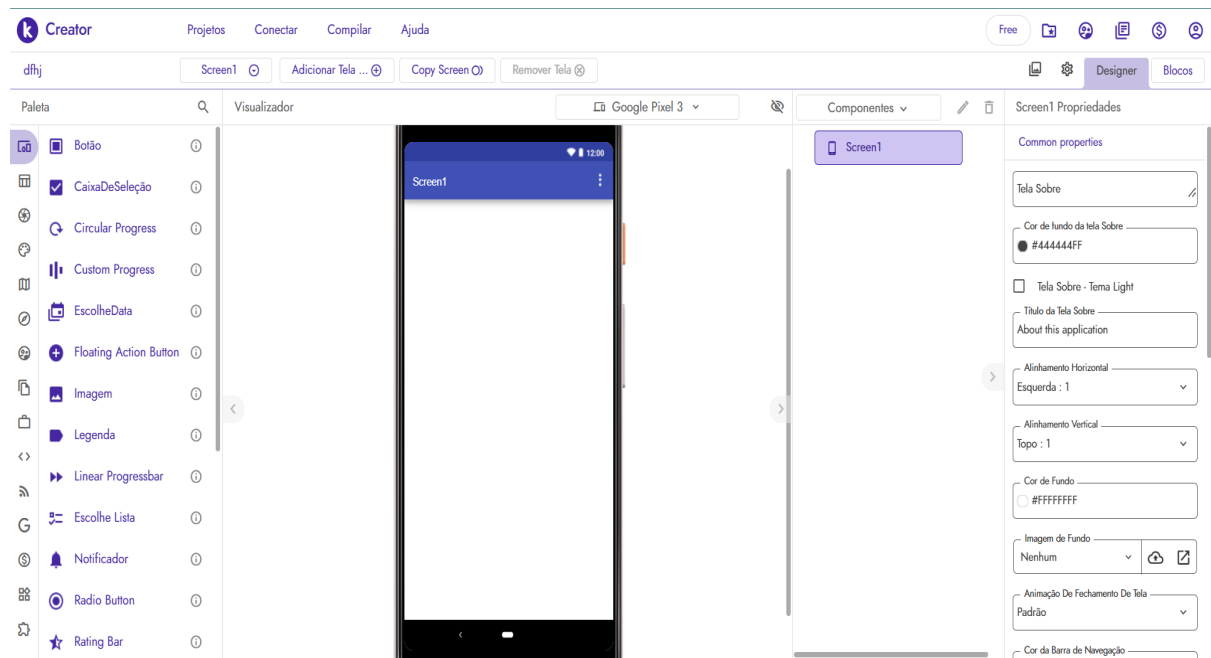 Creator
Projetos
Conectar
Compilar
Ajuda
Free
dfhj
Screen1
Adicionar Tela ...
Copy Screen
Remover Tela
Designer
Blocos
Paleta
Visualizador
Google Pixel 3
Componentes
Screen1 Propriedades
Botão
CaixaDeSeleção
Circular Progress
Custom Progress
EscolheData
Floating Action Button
Imagem
Legenda
Linear Progressbar
Escolhe Lista
Notificador
Radio Button
Rating Bar
12:00
Screen1
Screen1
Common properties
Tela Sobre
Cor de fundo da tela Sobre
#444444FF
Tela Sobre - Tema Light
Título da Tela Sobre
About this application
Alinhamento Horizontal
Esquerda : 1
Alinhamento Vertical
Topo : 1
Cor de Fundo
#FFFFFFFF
Imagem de Fundo
Nenhum
Animação De Fechamento De Tela
Padrão
Cor da Barra de Navegação